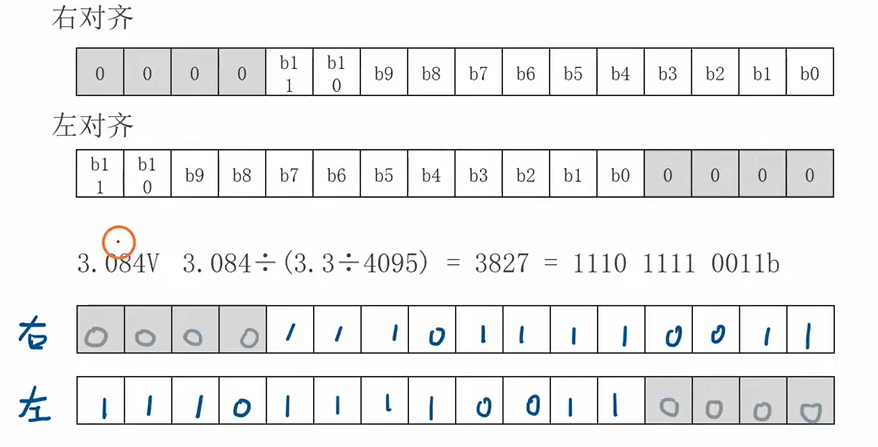 右对齐
0 0 0 0 b11 b10 b9 b8 b7 b6 b5 b4 b3 b2 b1 b0
左对齐
b11 b10 b9 b8 b7 b6 b5 b4 b3 b2 b1 b0 0 0 0 0
3.084V 3.084÷(3.3÷4095) = 3827 = 1110 1111 0011b
右 0 0 0 0 1 1 1 0 1 1 1 1 0 0 1 1
左 1 1 1 0 1 1 1 1 0 0 1 1 0 0 0 0